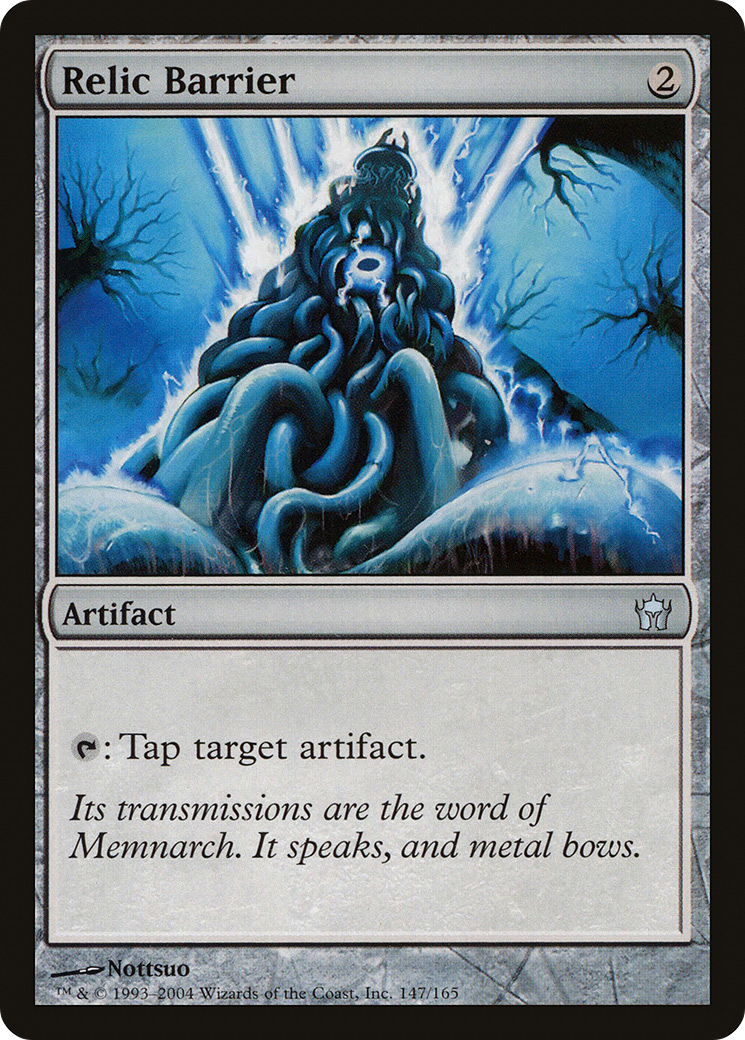 Relic Barrier 2
Artifact
: Tap target artifact.
Its transmissions are the word of
Memnarch. It speaks, and metal bows.
Nottsuo
™ & © 1993–2004 Wizards of the Coast, Inc. 147/165